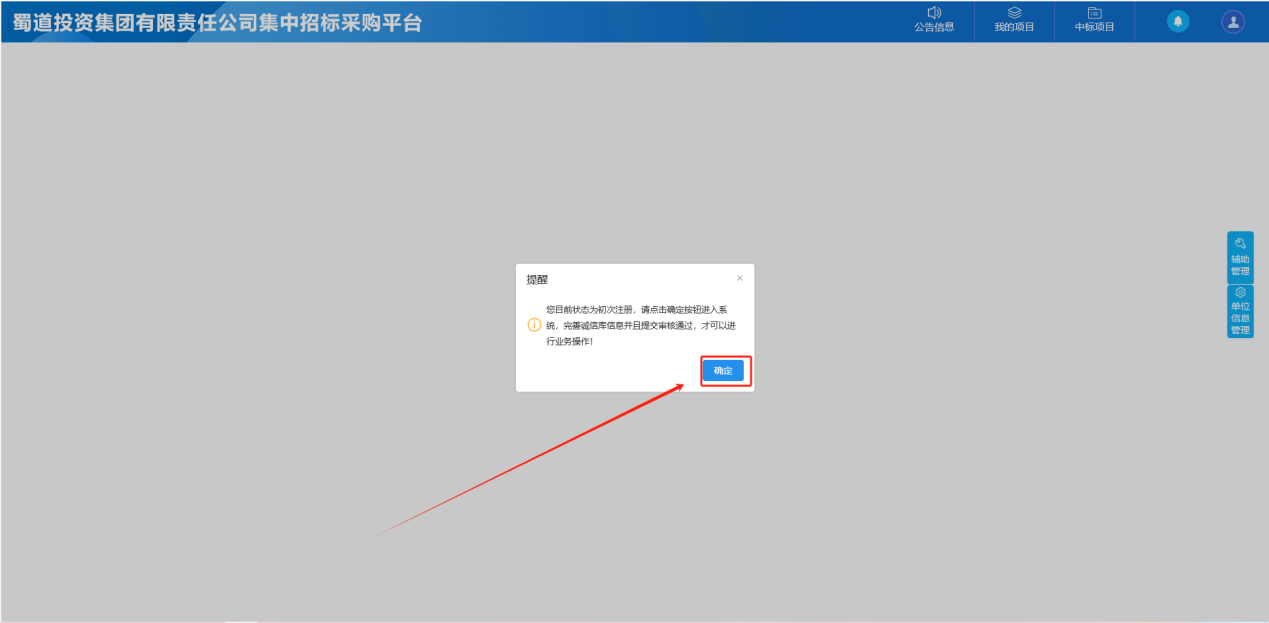 蜀道投资集团有限责任公司集中招标采购平台
公告信息
我的项目
中标项目
辅助
管理
单位
信息
管理
提醒
您目前状态为初次注册，请点击确定按钮进入系
统，完善诚信库信息并且提交审核通过，才可以进
行业务操作！
确定